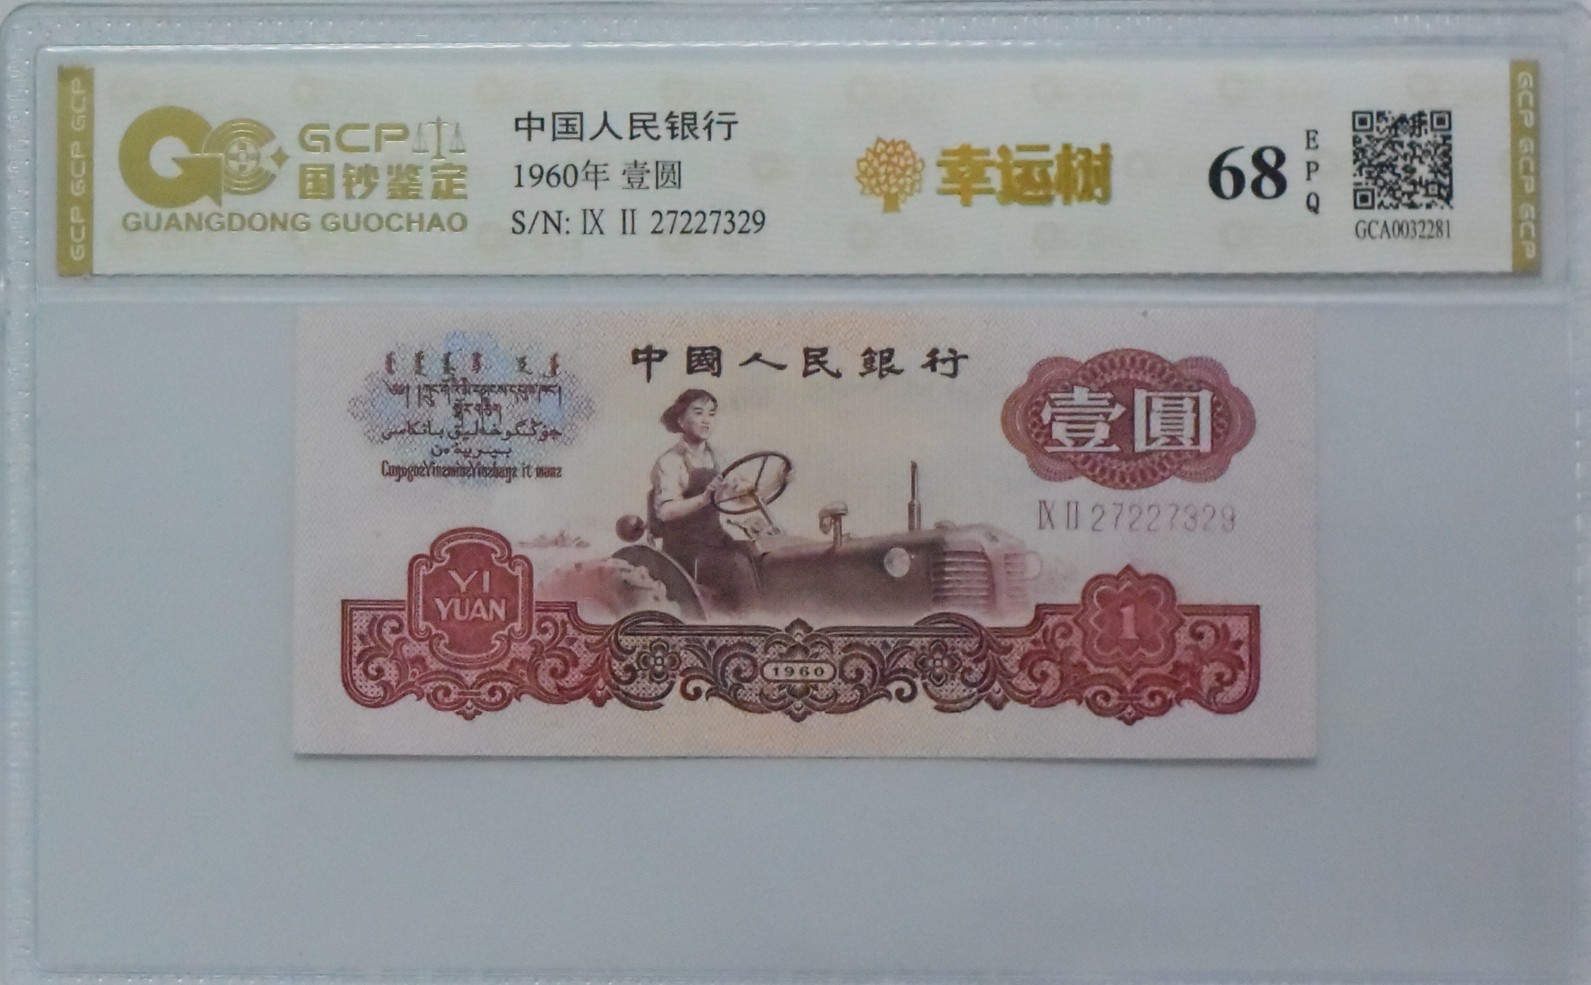 GCP GCP GCP
GCP
国钞鉴定
GUANGDONG GUOCHAO
中国人民银行
1960年 壹圆
S/N: Ⅸ Ⅱ 27227329
幸运树
68
EPQ
GCA0032281
GCP GCP GCP
中國人民銀行
壹圓
Ⅸ Ⅱ 27227329
YI
YUAN
1
1960